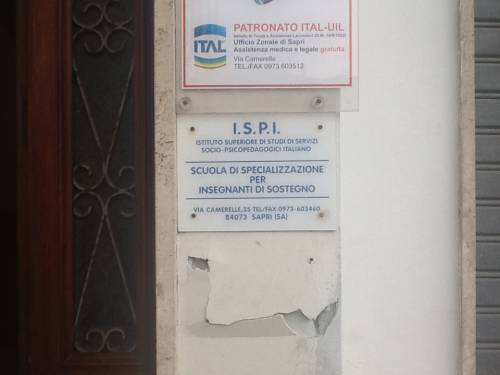 PATRONATO ITAL-UIL
ITAL
Ufficio Zonale di Sapri
Assistenza medica e legale gratuita
Via Camerelle
TEL./FAX 0973 603512
I.S.P.I.
ISTITUTO SUPERIORE DI STUDI DI SERVIZI
SOCIO-PSICOPEDAGOGICI ITALIANO
SCUOLA DI SPECIALIZZAZIONE
PER
INSEGNANTI DI SOSTEGNO
VIA CAMERELLE,35 TEL/FAX 0973-603460
84073 SAPRI (SA)